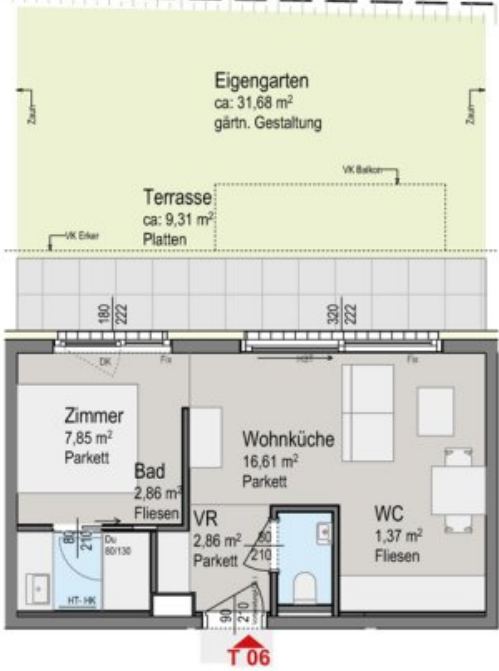 Eigengarten
ca: 31,68 m²
gärtn. Gestaltung
Zaun
Zaun
VK Balkon
Terrasse
ca: 9,31 m²
Platten
VK Erker
180
222
320
222
DK
Fix
HST
Fix
Zimmer
7,85 m²
Parkett
Wohnküche
16,61 m²
Parkett
Bad
2,86 m²
Fliesen
VR
2,86 m²
Parkett
WC
1,37 m²
Fliesen
80
210
Du
80/130
80
210
HT- HK
90
210
T 06